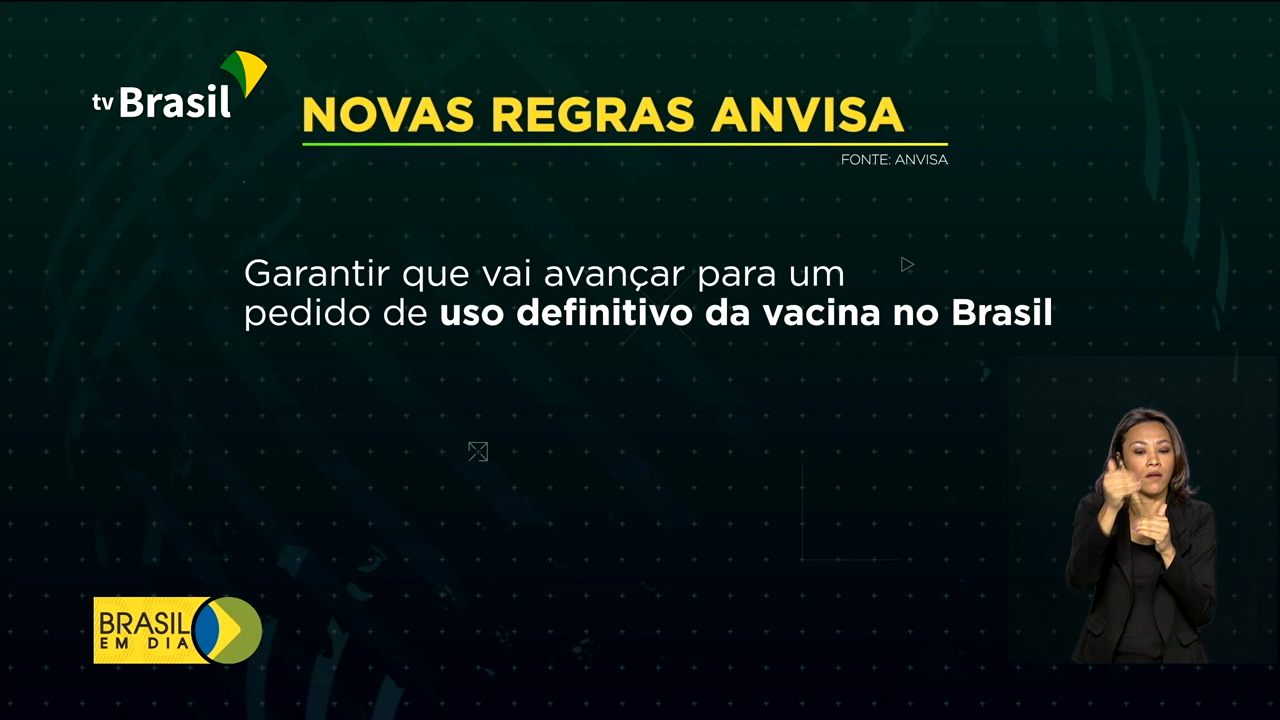 tv Brasil
NOVAS REGRAS ANVISA
FONTE: ANVISA
Garantir que vai avançar para um
pedido de uso definitivo da vacina no Brasil
BRASIL
EM DIA